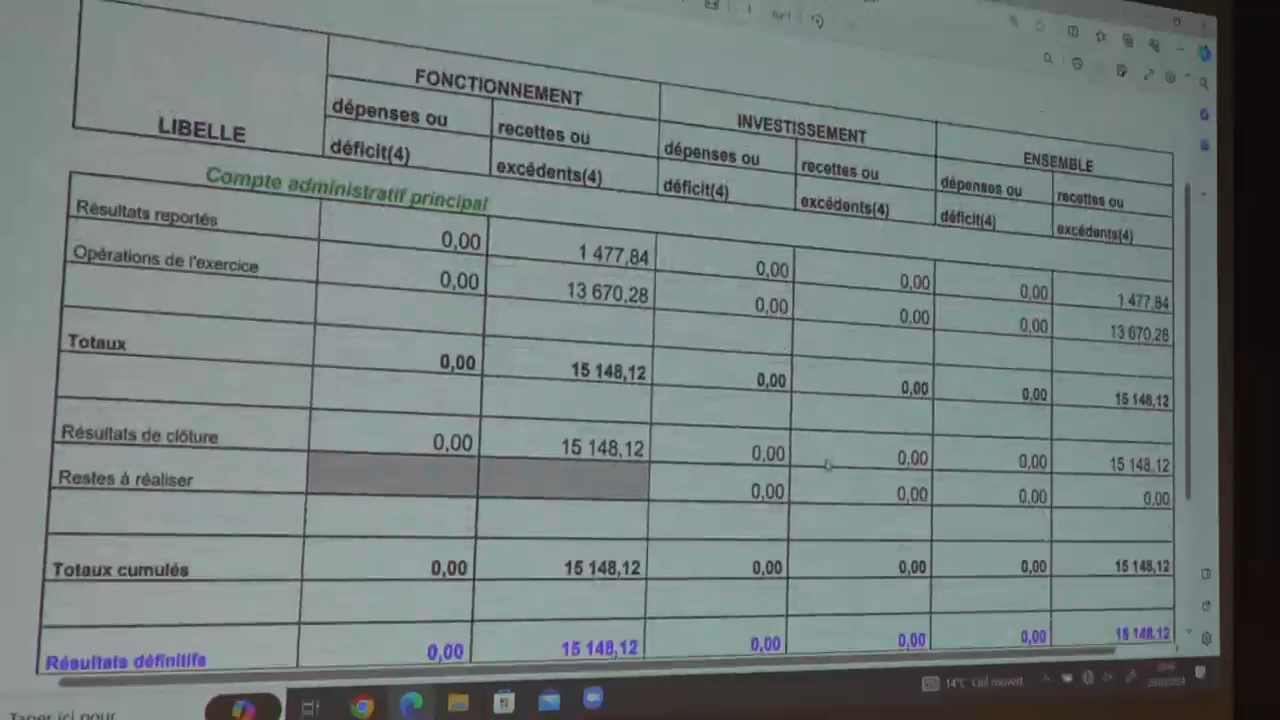 FONCTIONNEMENT INVESTISSEMENT ENSEMBLE
LIBELLE dépenses ou déficit(4) recettes ou excédents(4) dépenses ou déficit(4) recettes ou excédents(4) dépenses ou déficit(4) recettes ou excédents(4)
Compte administratif principal
Résultats reportés 0,00 1 477,84 0,00 0,00 0,00 1 477,84
Opérations de l'exercice 0,00 13 670,28 0,00 0,00 0,00 13 670,28
Totaux 0,00 15 148,12 0,00 0,00 0,00 15 148,12
Résultats de clôture 0,00 15 148,12 0,00 0,00 0,00 15 148,12
Restes à réaliser 0,00 0,00 0,00 0,00
Totaux cumulés 0,00 15 148,12 0,00 0,00 0,00 15 148,12
Résultats définitifs 0,00 15 148,12 0,00 0,00 0,00 15 148,12
14°C Ciel couvert
Taper ici pour